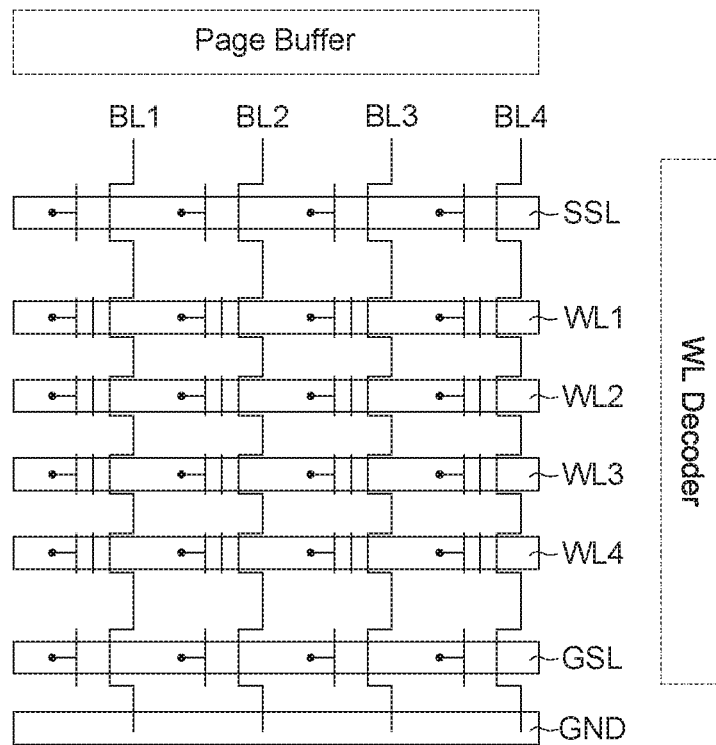 Page Buffer
BL1 BL2 BL3 BL4
SSL
WL1
WL2
WL3
WL4
GSL
GND
WL Decoder